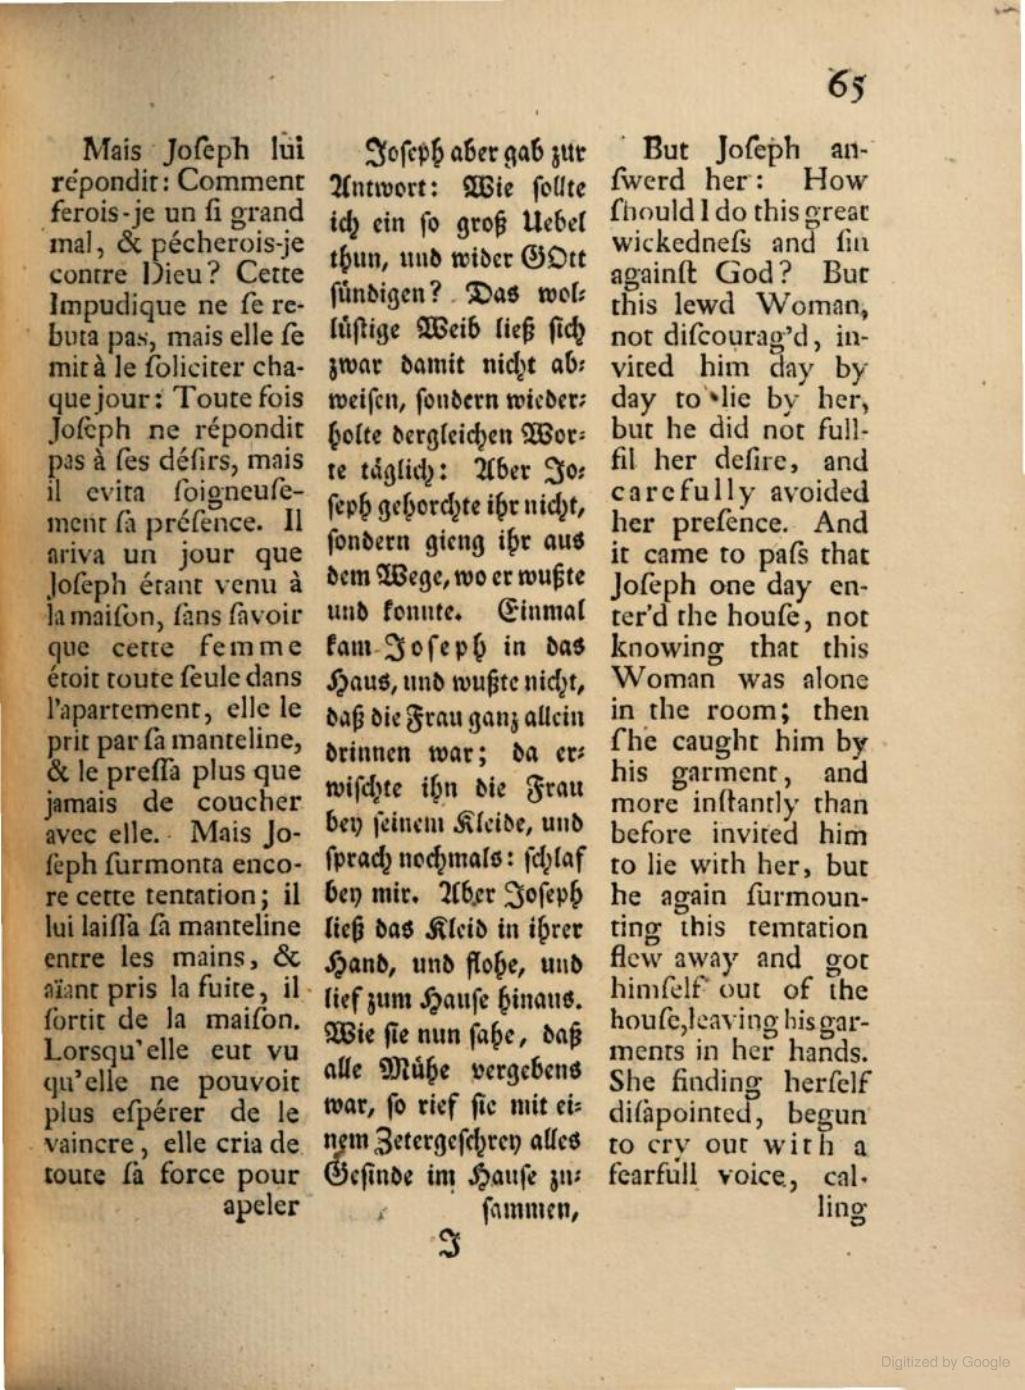 65
Mais Joſeph lui
répondit: Comment
ferois-je un ſi grand
mal, & pécherois-je
contre Dieu? Cette
Impudique ne ſe re-
buta pas, mais elle ſe
mit à le ſoliciter cha-
que jour: Toute fois
Joſeph ne répondit
pas à ſes déſirs, mais
il evita ſoigneuſe-
ment ſa préſence. Il
ariva un jour que
Joſeph étant venu à
la maiſon, ſans ſavoir
que cette femme
étoit toute ſeule dans
l'apartement, elle le
prit par ſa manteline,
& le preſſa plus que
jamais de coucher
avec elle. Mais Jo-
ſeph ſurmonta enco-
re cette tentation; il
lui laiſſa ſa manteline
entre les mains, &
aïant pris la fuite, il
ſortit de la maiſon.
Lorsqu'elle eut vu
qu'elle ne pouvoit
plus eſpérer de le
vaincre, elle cria de
toute ſa force pour
apeler
Joſeph aber gab zur
Antwort: Wie ſollte
ich ein ſo groß Uebel
thun, und wider GOtt
ſündigen? Das wol-
lüſtige Weib ließ ſich
zwar damit nicht ab-
weiſen, ſondern wieder-
holte dergleichen Wor-
te täglich: Aber Jo-
ſeph gehorchte ihr nicht,
ſondern gieng ihr aus
dem Wege, wo er wußte
und konnte. Einmal
kam Joſeph in das
Haus, und wußte nicht,
daß die Frau ganz allein
drinnen war; da er-
wiſchte ihn die Frau
bey ſeinem Kleide, und
ſprach nochmals: ſchlaf
bey mir. Aber Joſeph
ließ das Kleid in ihrer
Hand, und flohe, und
lief zum Hauſe hinaus.
Wie ſie nun ſahe, daß
alle Mühe vergebens
war, ſo rief ſie mit ei-
nem Zetergeſchrey alles
Geſinde im Hauſe zu-
ſammen,
J
But Joſeph an-
ſwerd her: How
ſhould I do this great
wickedneſs and ſin
againſt God? But
this lewd Woman,
not diſcourag'd, in-
vited him day by
day to lie by her,
but he did not full-
fil her deſire, and
carefully avoided
her preſence. And
it came to paſs that
Joſeph one day en-
ter'd the houſe, not
knowing that this
Woman was alone
in the room; then
ſhe caught him by
his garment, and
more inſtantly than
before invited him
to lie with her, but
he again ſurmoun-
ting this temtation
flew away and got
himſelf out of the
houſe, leaving his gar-
ments in her hands.
She finding herſelf
diſapointed, begun
to cry out with a
fearfull voice, cal-
ling
Digitized by Google